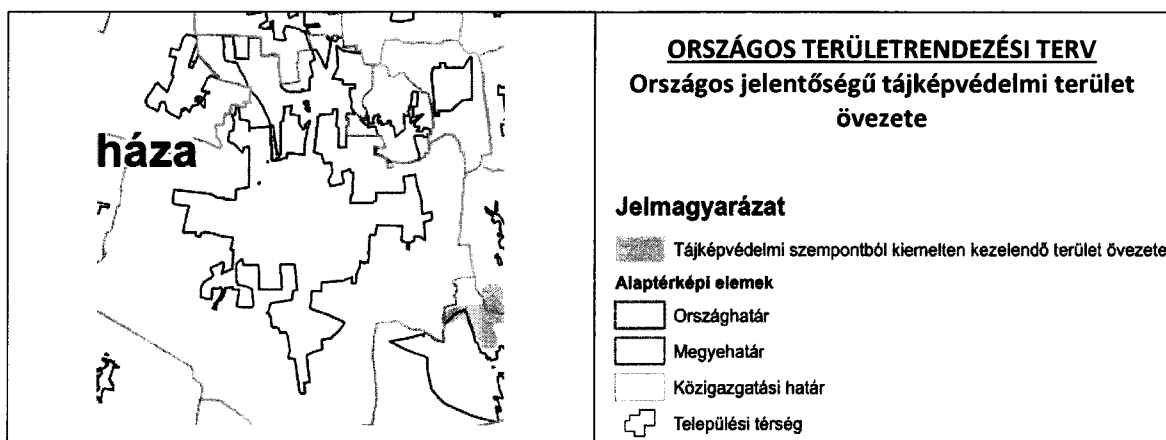 háza
ORSZÁGOS TERÜLETRENDEZÉSI TERV
Országos jelentőségű tájképvédelmi terület
övezete
Jelmagyarázat
Tájképvédelmi szempontból kiemelten kezelendő terület övezete
Alaptérképi elemek
Országhatár
Megyehatár
Közigazgatási határ
Települési térség